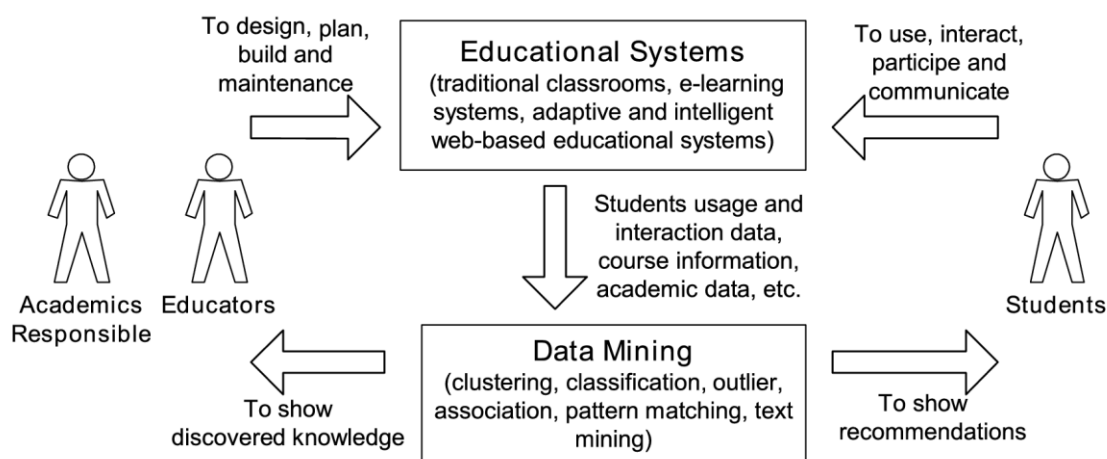 To design, plan,
build and
maintenance
Educational Systems
(traditional classrooms, e-learning
systems, adaptive and intelligent
web-based educational systems)
To use, interact,
participe and
communicate
Students usage and
interaction data,
course information,
academic data, etc.
Academics
Responsible
Educators
Students
Data Mining
(clustering, classification, outlier,
association, pattern matching, text
mining)
To show
discovered knowledge
To show
recommendations